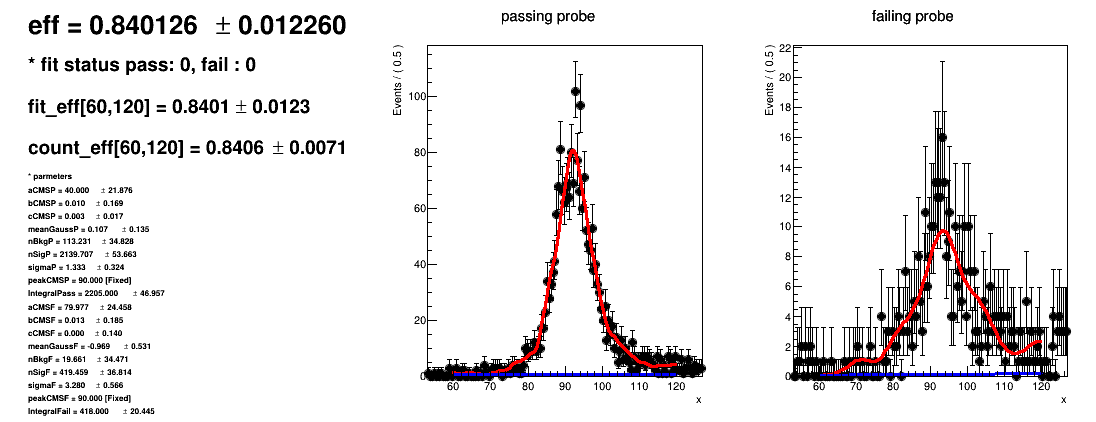 eff = 0.840126 ± 0.012260
* fit status pass: 0, fail : 0
fit_eff[60,120] = 0.8401 ± 0.0123
count_eff[60,120] = 0.8406 ± 0.0071
* parmeters
aCMSP = 40.000 ± 21.876
bCMSP = 0.010 ± 0.169
cCMSP = 0.003 ± 0.017
meanGaussP = 0.107 ± 0.135
nBkgP = 113.231 ± 34.828
nSigP = 2139.707 ± 53.663
sigmaP = 1.333 ± 0.324
peakCMSP = 90.000 [Fixed]
IntegralPass = 2205.000 ± 46.957
aCMSF = 79.977 ± 24.458
bCMSF = 0.013 ± 0.185
cCMSF = 0.000 ± 0.140
meanGaussF = -0.969 ± 0.531
nBkgF = 19.661 ± 34.471
nSigF = 419.459 ± 36.814
sigmaF = 3.280 ± 0.566
peakCMSF = 90.000 [Fixed]
IntegralFail = 418.000 ± 20.445
passing probe
Events / ( 0.5 )
100
80
60
40
20
0
60 70 80 90 100 110 120
x
failing probe
Events / ( 0.5 )
22
20
18
16
14
12
10
8
6
4
2
0
60 70 80 90 100 110 120
x